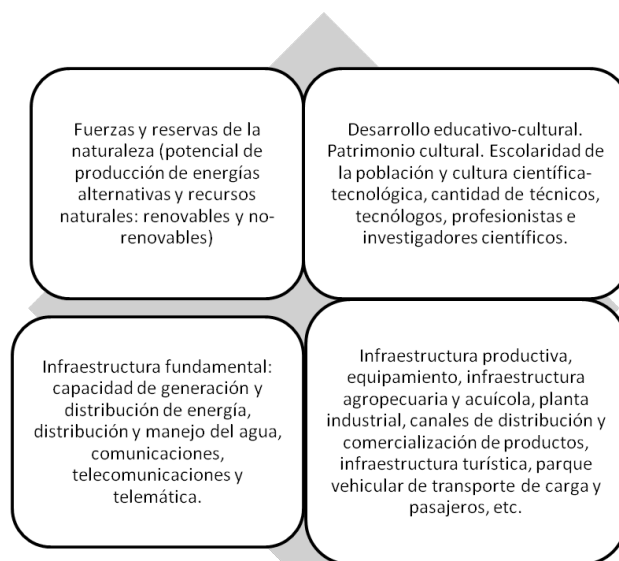 Fuerzas y reservas de la
naturaleza (potencial de
producción de energías
alternativas y recursos
naturales: renovables y no-
renovables)
Desarrollo educativo-cultural.
Patrimonio cultural. Escolaridad de
la población y cultura científica-
tecnológica, cantidad de técnicos,
tecnólogos, profesionistas e
investigadores científicos.
Infraestructura fundamental:
capacidad de generación y
distribución de energía,
distribución y manejo del agua,
comunicaciones,
telecomunicaciones y
telemática.
Infraestructura productiva,
equipamiento, infraestructura
agropecuaria y acuícola, planta
industrial, canales de distribución y
comercialización de productos,
infraestructura turística, parque
vehicular de transporte de carga y
pasajeros, etc.